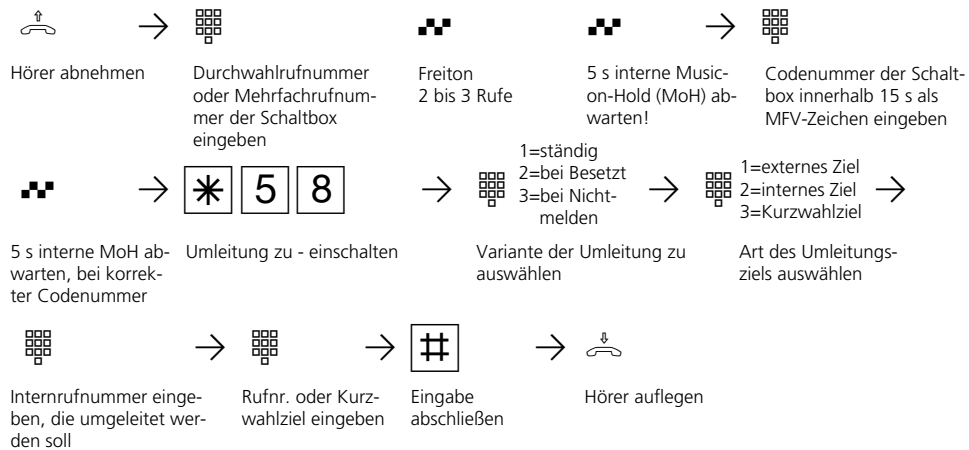 Hörer abnehmen
Durchwahlrufnummer
oder Mehrfachrufnum-
mer der Schaltbox
eingeben
Freiton
2 bis 3 Rufe
5 s interne Music-
on-Hold (MoH) ab-
warten!
Codenummer der Schalt-
box innerhalb 15 s als
MFV-Zeichen eingeben
5 s interne MoH ab-
warten, bei korrek-
ter Codenummer
* 5 8
Umleitung zu - einschalten
1=ständig
2=bei Besetzt
3=bei Nicht-
melden
Variante der Umleitung zu
auswählen
1=externes Ziel
2=internes Ziel
3=Kurzwahlziel
Art des Umleitungs-
ziels auswählen
Internrufnummer einge-
ben, die umgeleitet wer-
den soll
Rufnr. oder Kurz-
wahlziel eingeben
#
Eingabe
abschließen
Hörer auflegen